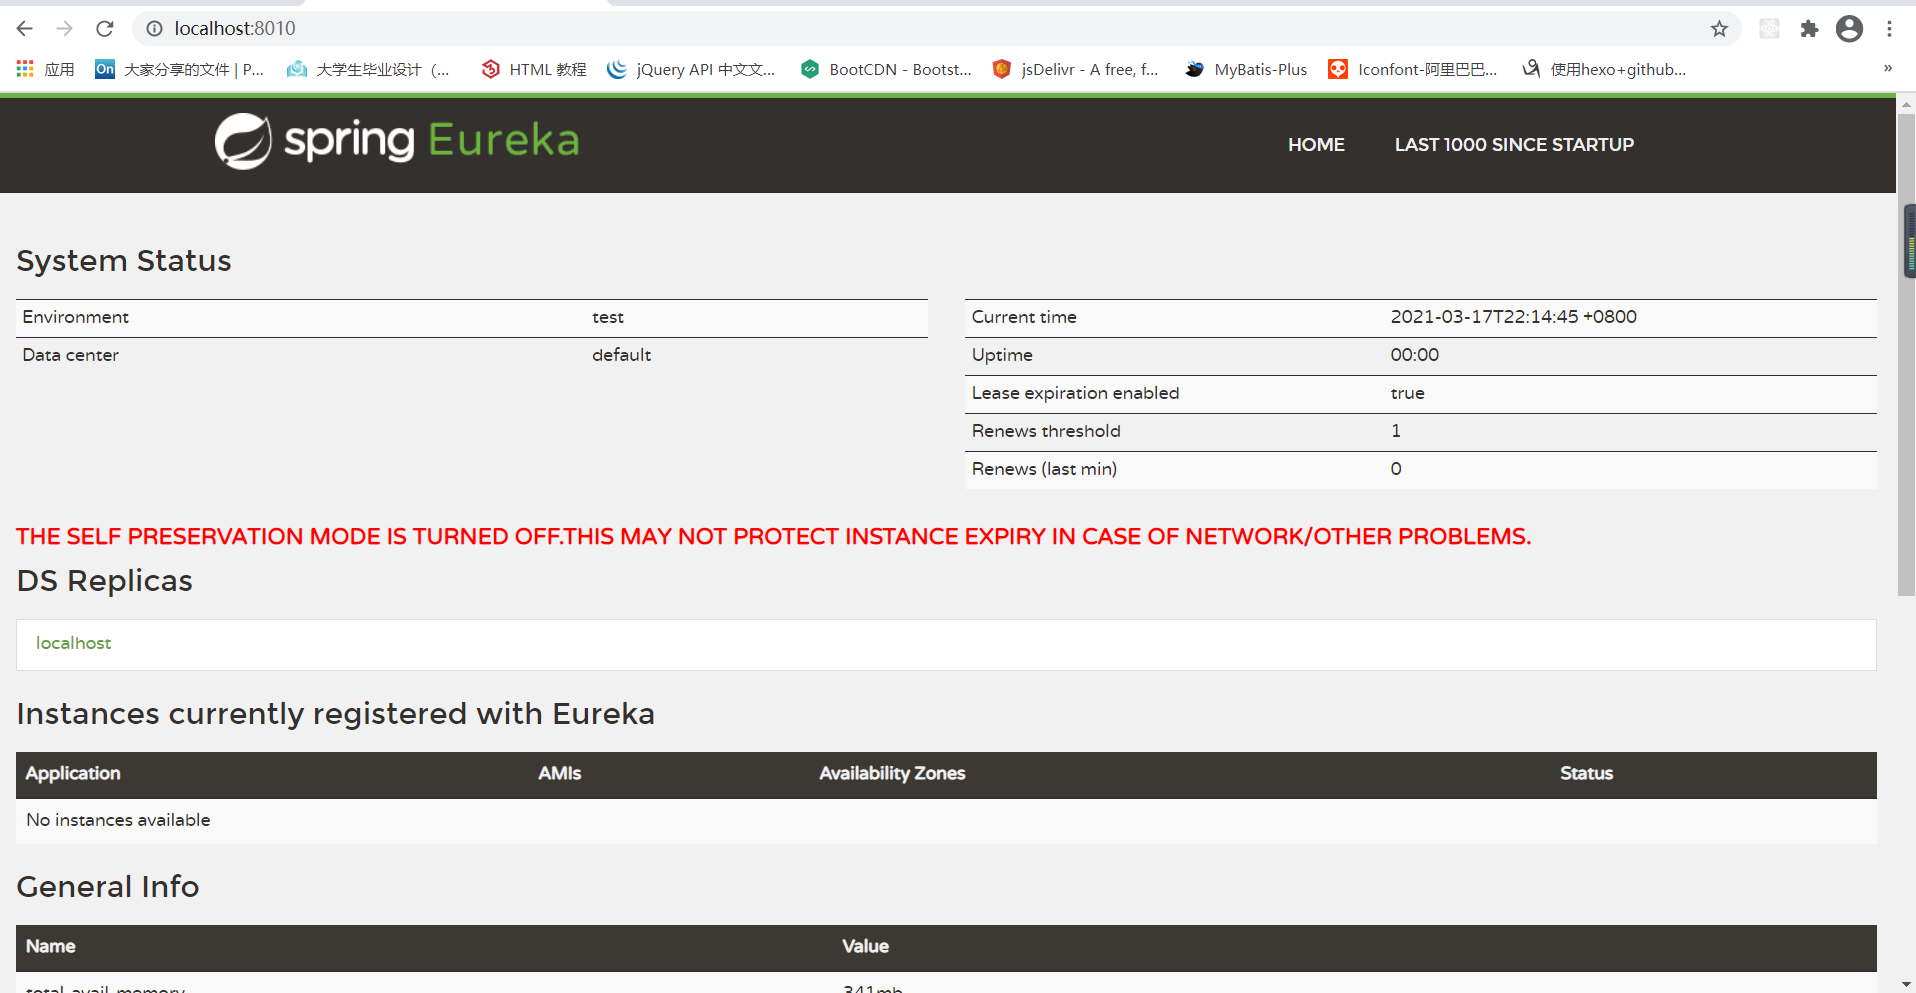 localhost:8010
应用 On 大家分享的文件 | P... 大学生毕业设计（... HTML 教程 jQuery API 中文文... BootCDN - Bootst... jsDelivr - A free, f... MyBatis-Plus Iconfont-阿里巴巴... 使用hexo+github... »
spring Eureka HOME LAST 1000 SINCE STARTUP
System Status
Environment test
Data center default
Current time 2021-03-17T22:14:45 +0800
Uptime 00:00
Lease expiration enabled true
Renews threshold 1
Renews (last min) 0
THE SELF PRESERVATION MODE IS TURNED OFF.THIS MAY NOT PROTECT INSTANCE EXPIRY IN CASE OF NETWORK/OTHER PROBLEMS.
DS Replicas
localhost
Instances currently registered with Eureka
Application AMIs Availability Zones Status
No instances available
General Info
Name Value
total-avail-memory 341mb